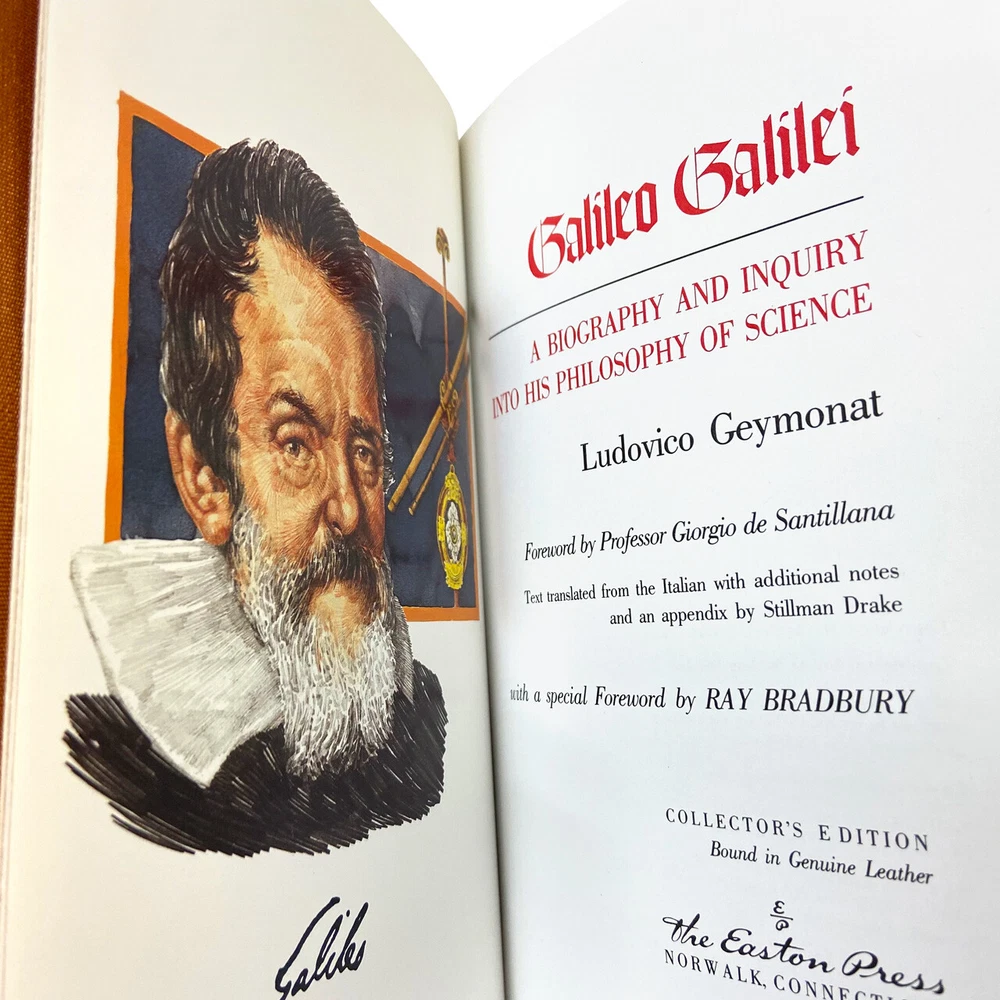 Galileo
Galileo Galilei
A BIOGRAPHY AND INQUIRY
INTO HIS PHILOSOPHY OF SCIENCE
Ludovico Geymonat
Foreword by Professor Giorgio de Santillana
Text translated from the Italian with additional notes
and an appendix by Stillman Drake
with a special Foreword by RAY BRADBURY
COLLECTOR'S EDITION
Bound in Genuine Leather
E
P
the Easton Press
NORWALK,